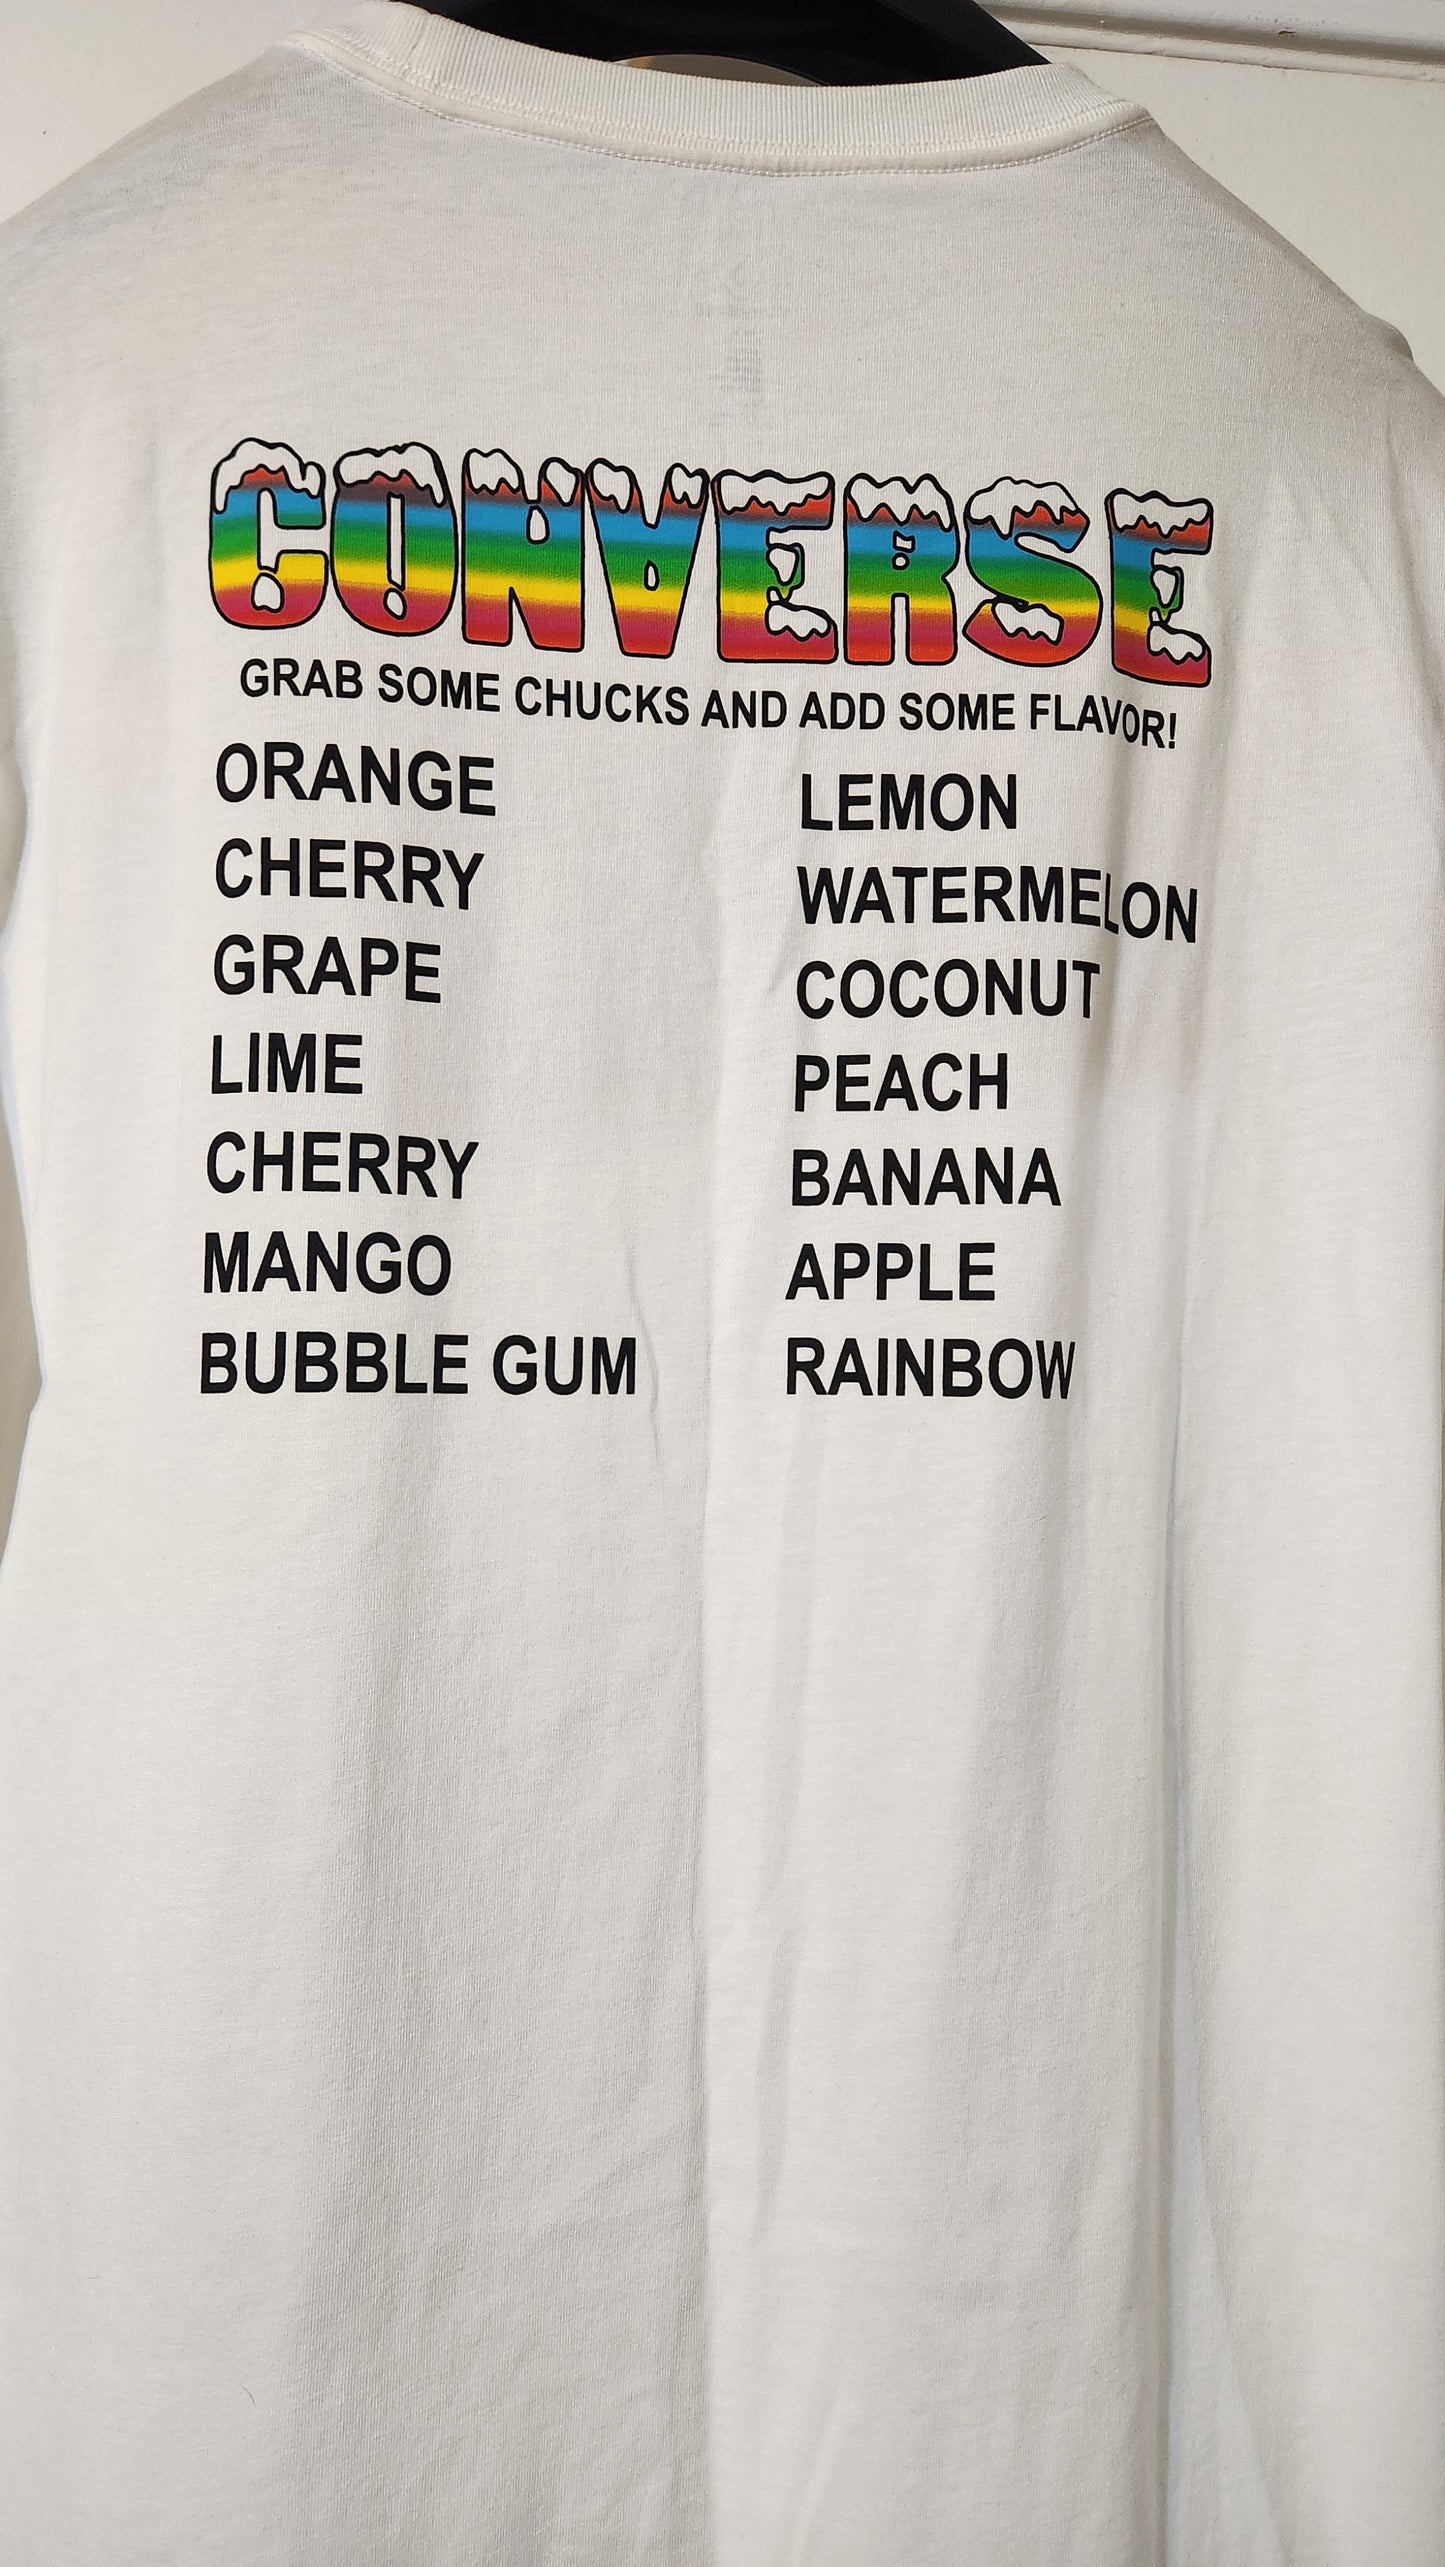 CONVERSE
GRAB SOME CHUCKS AND ADD SOME FLAVOR!
ORANGE
CHERRY
GRAPE
LIME
CHERRY
MANGO
BUBBLE GUM
LEMON
WATERMELON
COCONUT
PEACH
BANANA
APPLE
RAINBOW